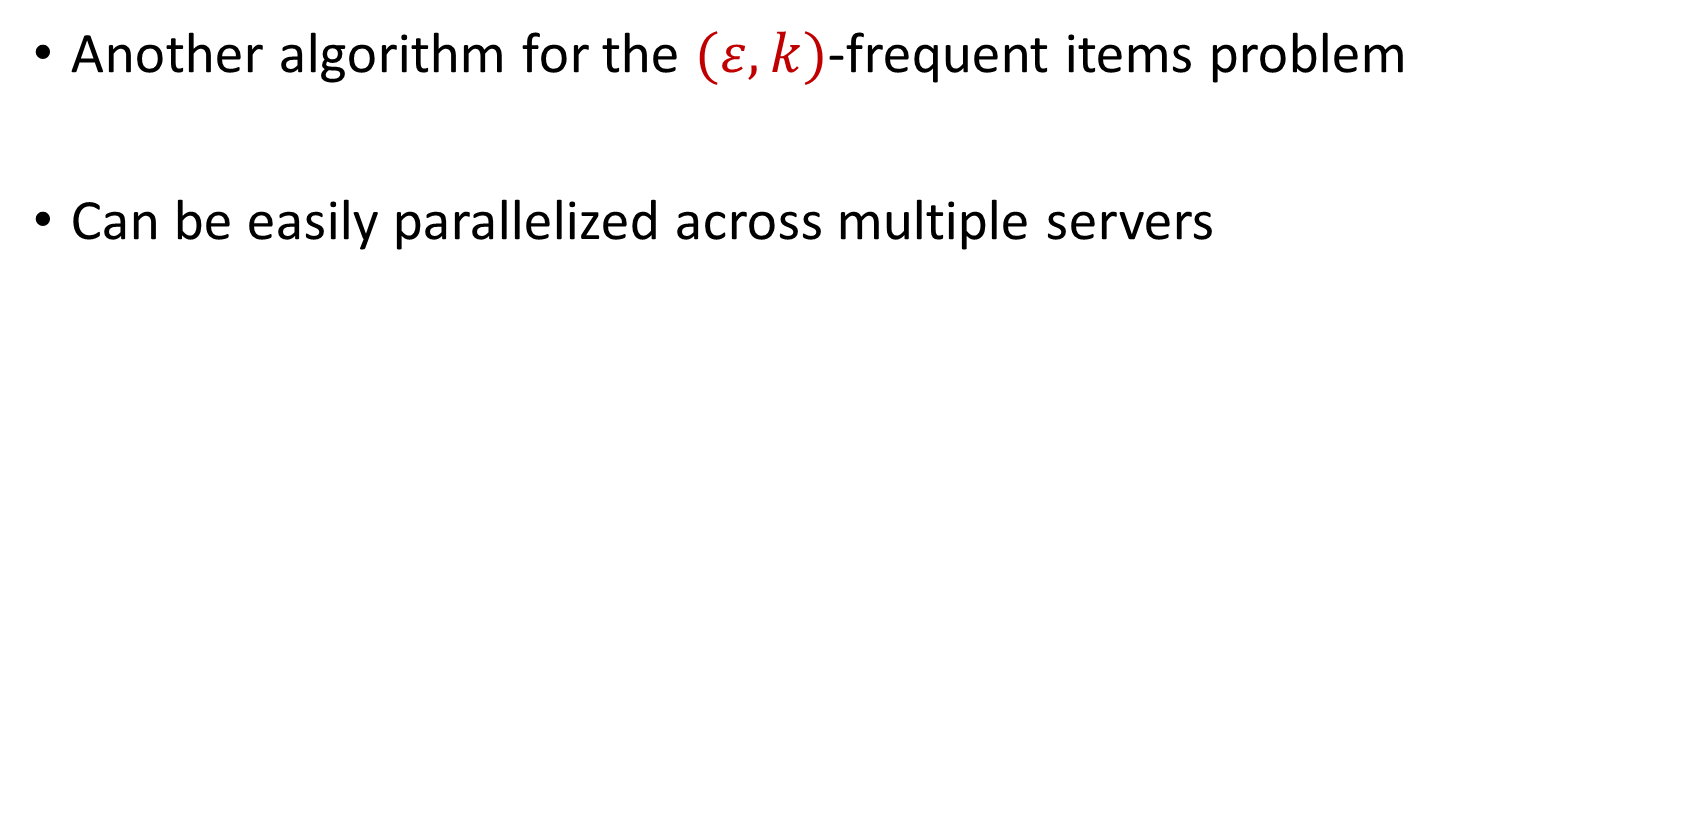 • Another algorithm for the (ε, k)-frequent items problem
• Can be easily parallelized across multiple servers